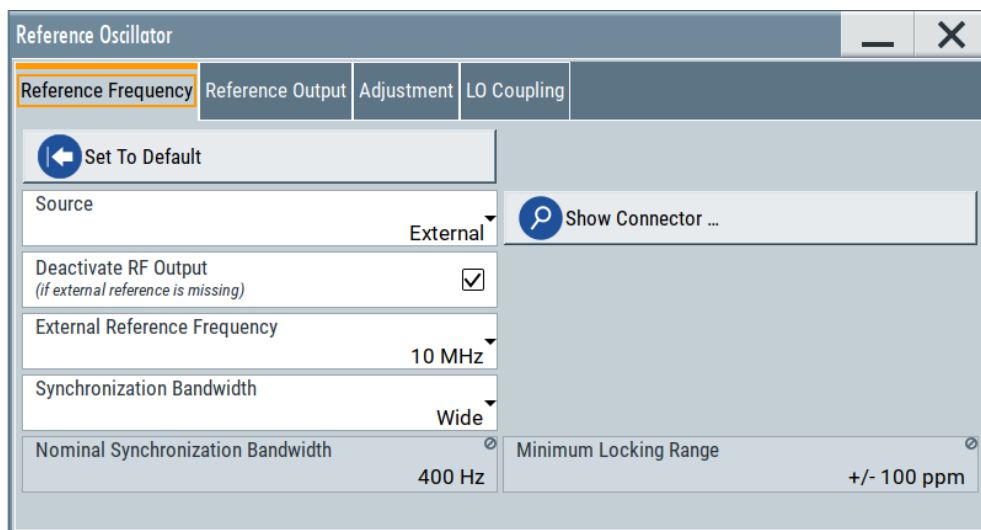 Reference Oscillator
Reference Frequency
Reference Output
Adjustment
LO Coupling
Set To Default
Source
External
Show Connector ...
Deactivate RF Output
(if external reference is missing)
External Reference Frequency
10 MHz
Synchronization Bandwidth
Wide
Nominal Synchronization Bandwidth
400 Hz
Minimum Locking Range
+/- 100 ppm